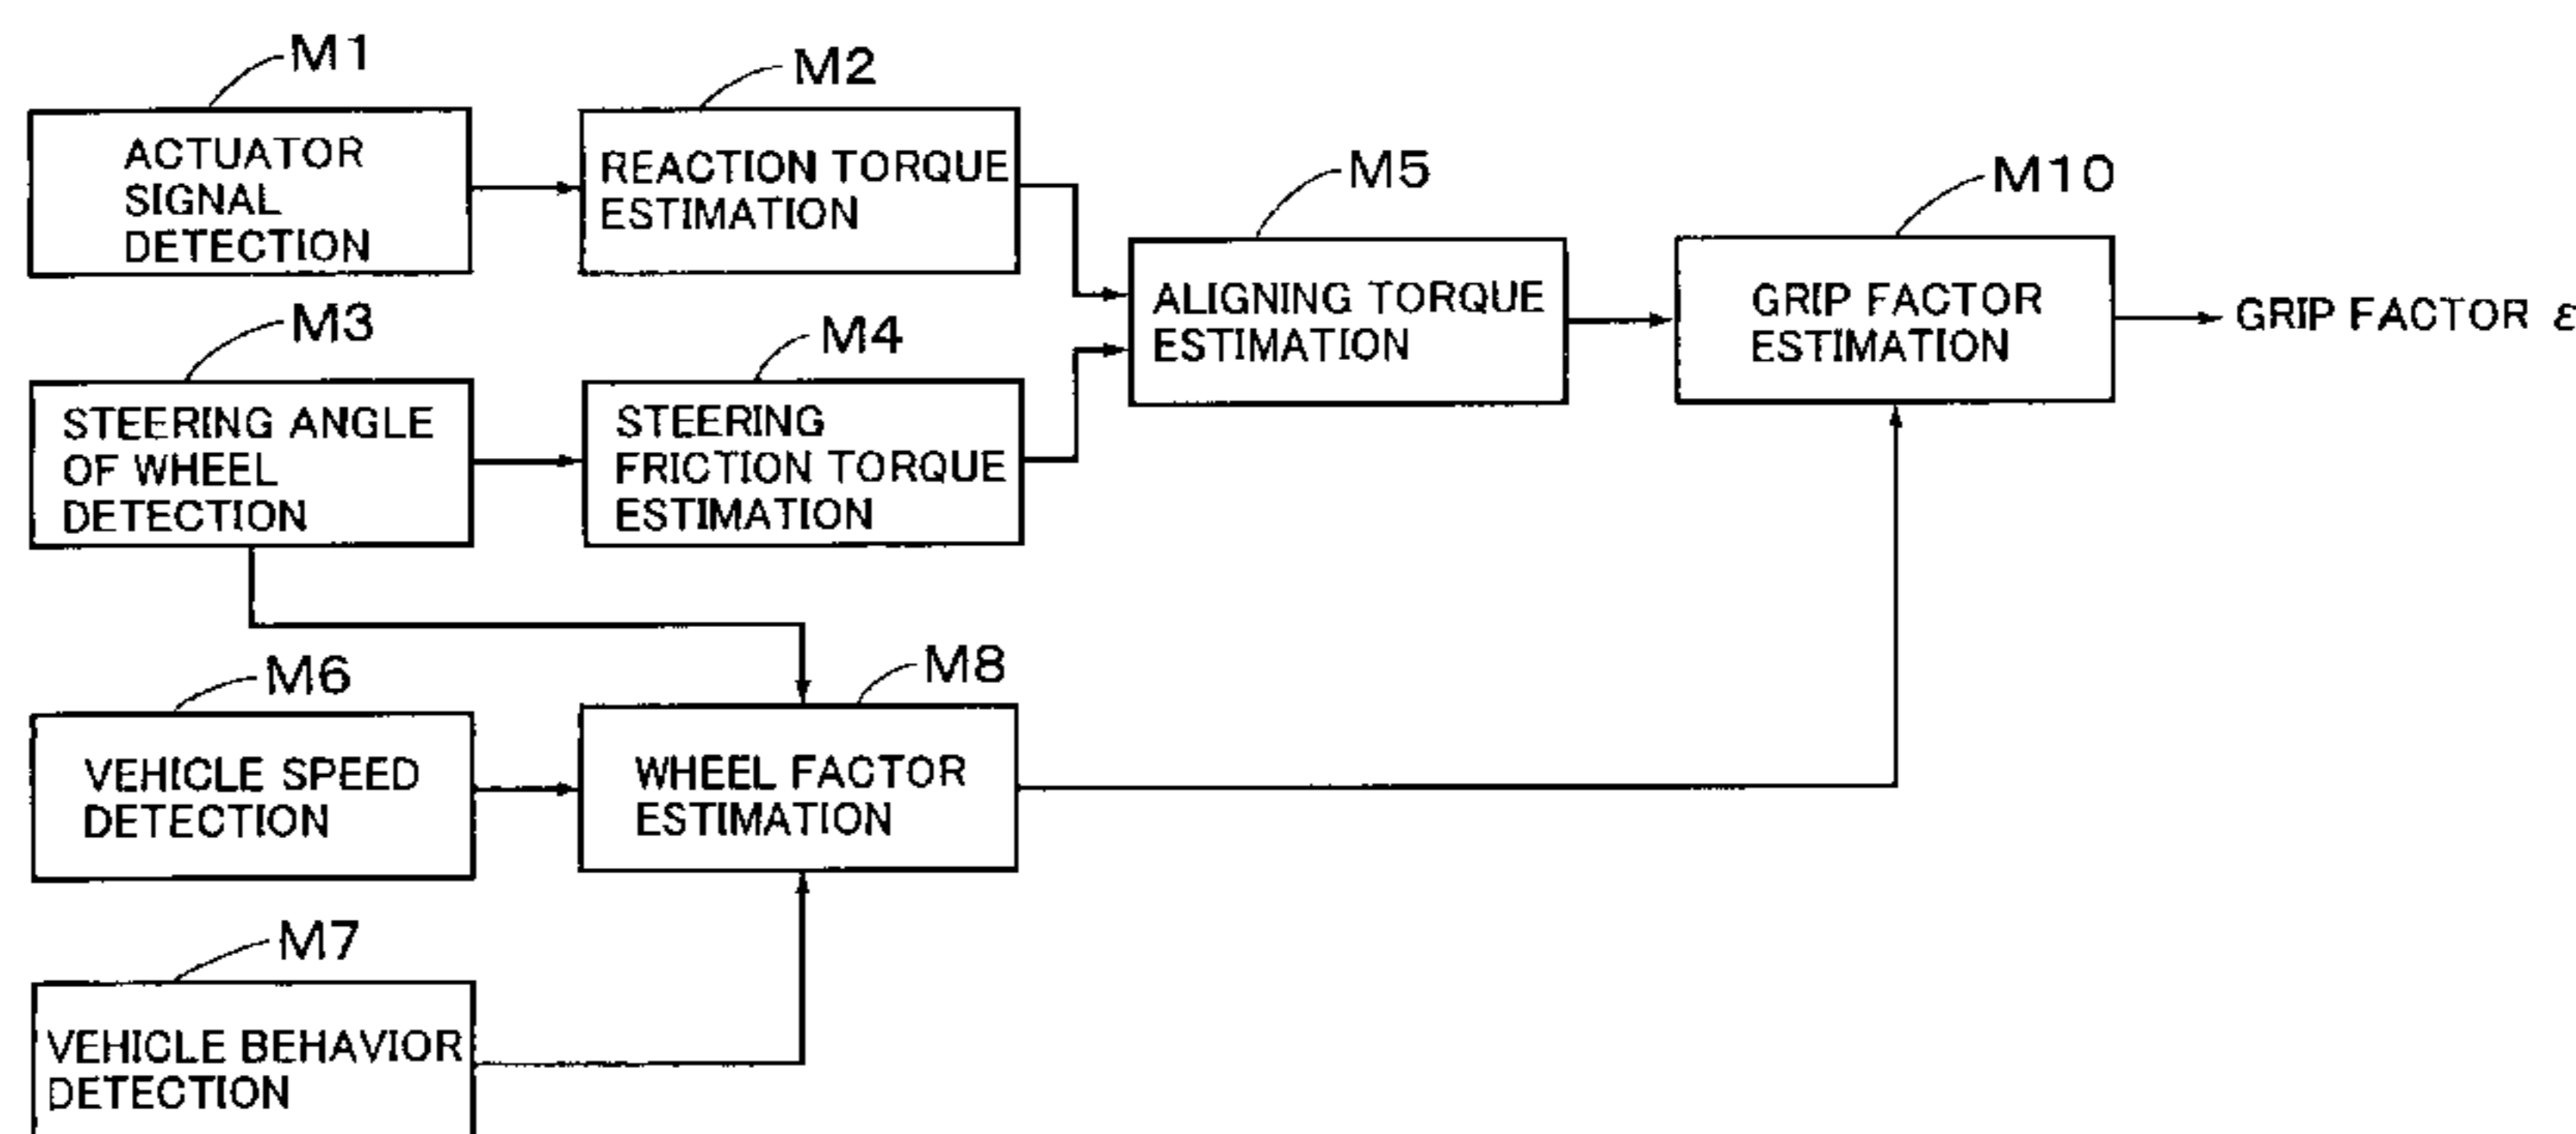 M1
ACTUATOR
SIGNAL
DETECTION
M2
REACTION TORQUE
ESTIMATION
M3
STEERING ANGLE
OF WHEEL
DETECTION
M4
STEERING
FRICTION TORQUE
ESTIMATION
M5
ALIGNING TORQUE
ESTIMATION
M10
GRIP FACTOR
ESTIMATION
GRIP FACTOR ε
M6
VEHICLE SPEED
DETECTION
M8
WHEEL FACTOR
ESTIMATION
M7
VEHICLE BEHAVIOR
DETECTION